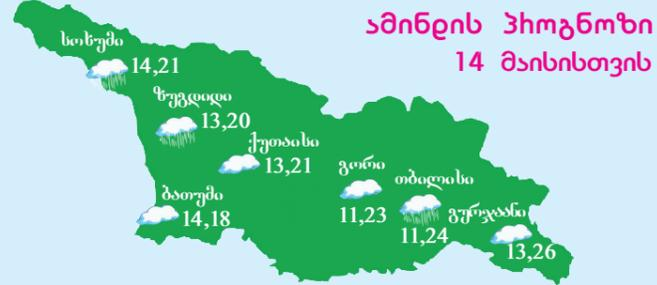 ამინდის პროგნოზი
14 მაისისთვის
სოხუმი
14,21
ზუგდიდი
13,20
ქუთაისი
13,21
გორი
11,23
თბილისი
11,24
ბათუმი
14,18
გურჯაანი
13,26